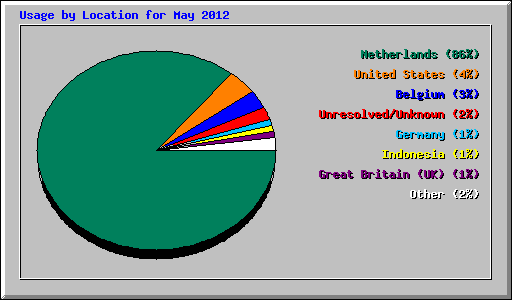 Usage by Location for May 2012
Netherlands (86%)
United States (4%)
Belgium (3%)
Unresolved/Unknown (2%)
Germany (1%)
Indonesia (1%)
Great Britain (UK) (1%)
Other (2%)